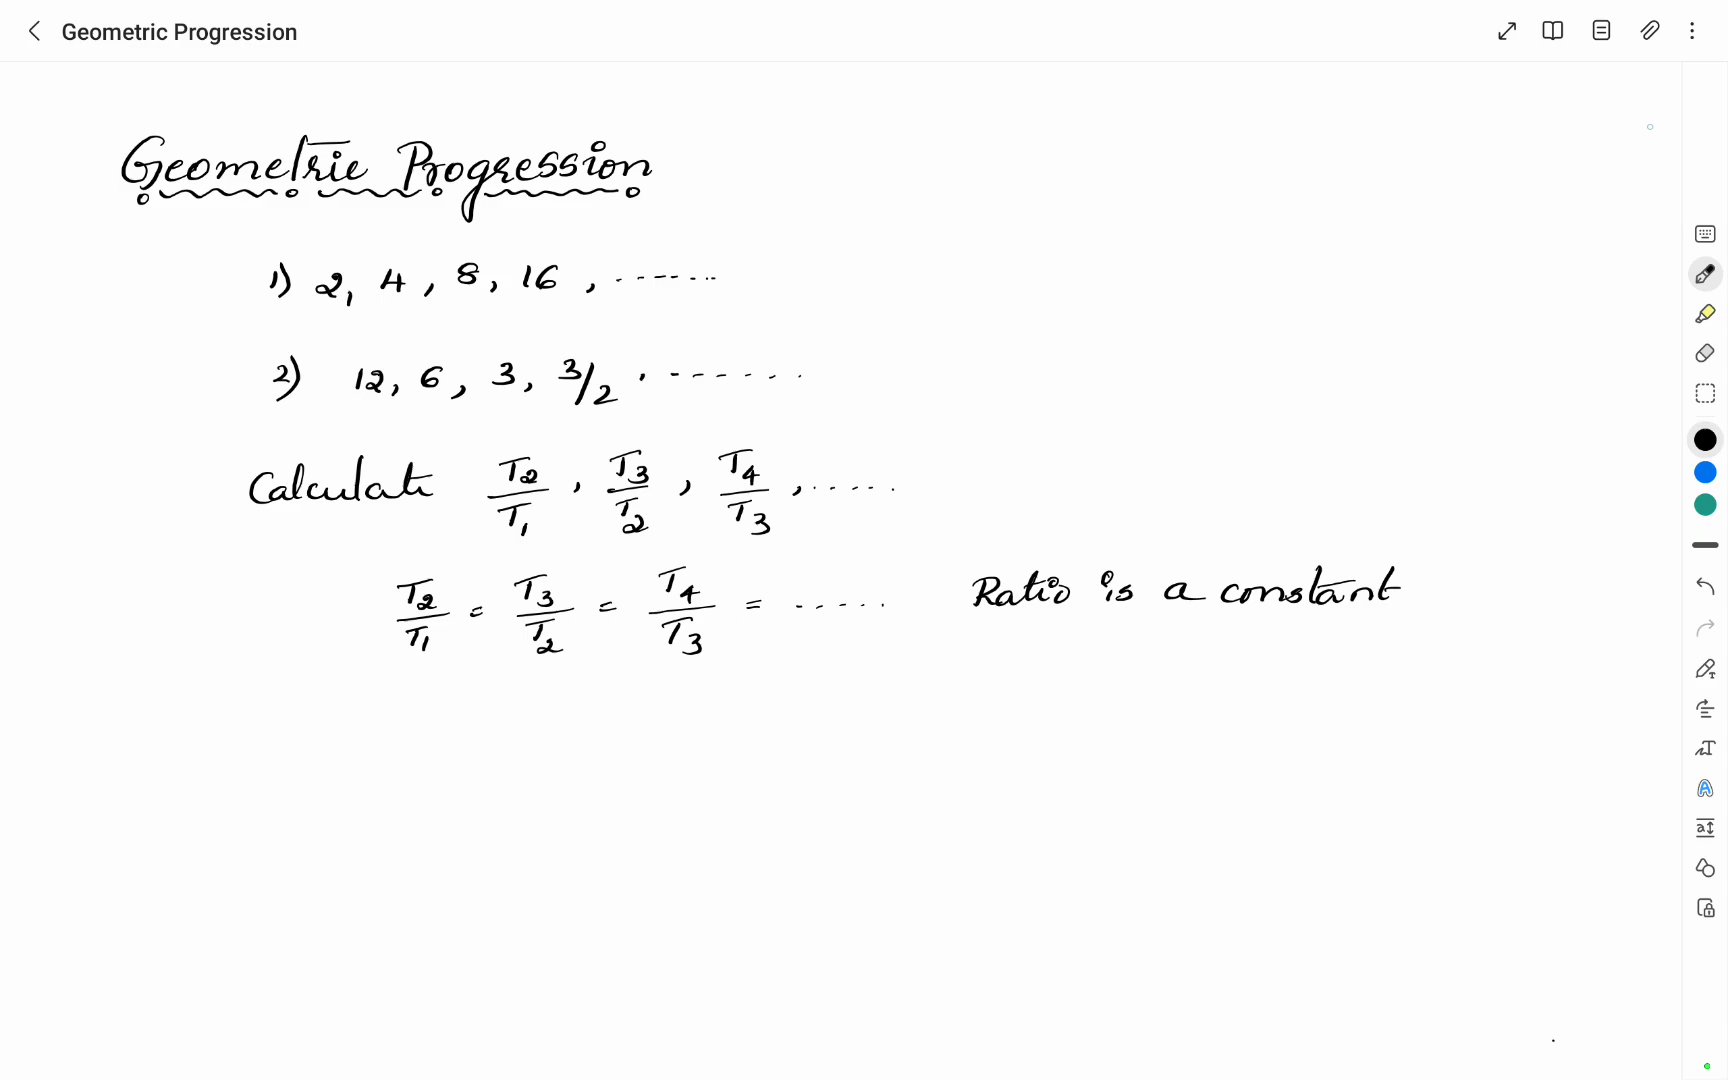 Geometric Progression
Geometric Progression
1) 2, 4, 8, 16, .......
2) 12, 6, 3, 3/2, .......
Calculate T2/T1, T3/T2, T4/T3, .....
T2/T1 = T3/T2 = T4/T3 = ..... Ratio is a constant